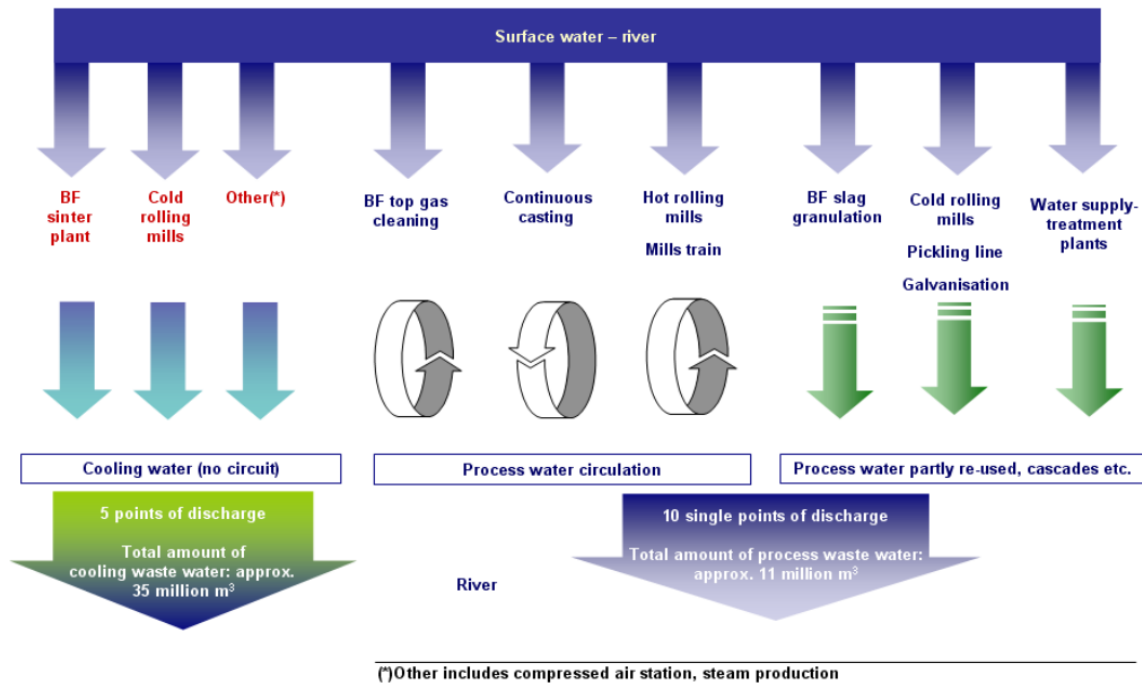 Surface water – river
BF
sinter
plant
Cold
rolling
mills
Other(*)
BF top gas
cleaning
Continuous
casting
Hot rolling
mills
Mills train
BF slag
granulation
Cold rolling
mills
Pickling line
Galvanisation
Water supply-
treatment
plants
Cooling water (no circuit)
Process water circulation
Process water partly re-used, cascades etc.
5 points of discharge
Total amount of
cooling waste water: approx.
35 million m³
10 single points of discharge
Total amount of process waste water:
approx. 11 million m³
River
(*)Other includes compressed air station, steam production